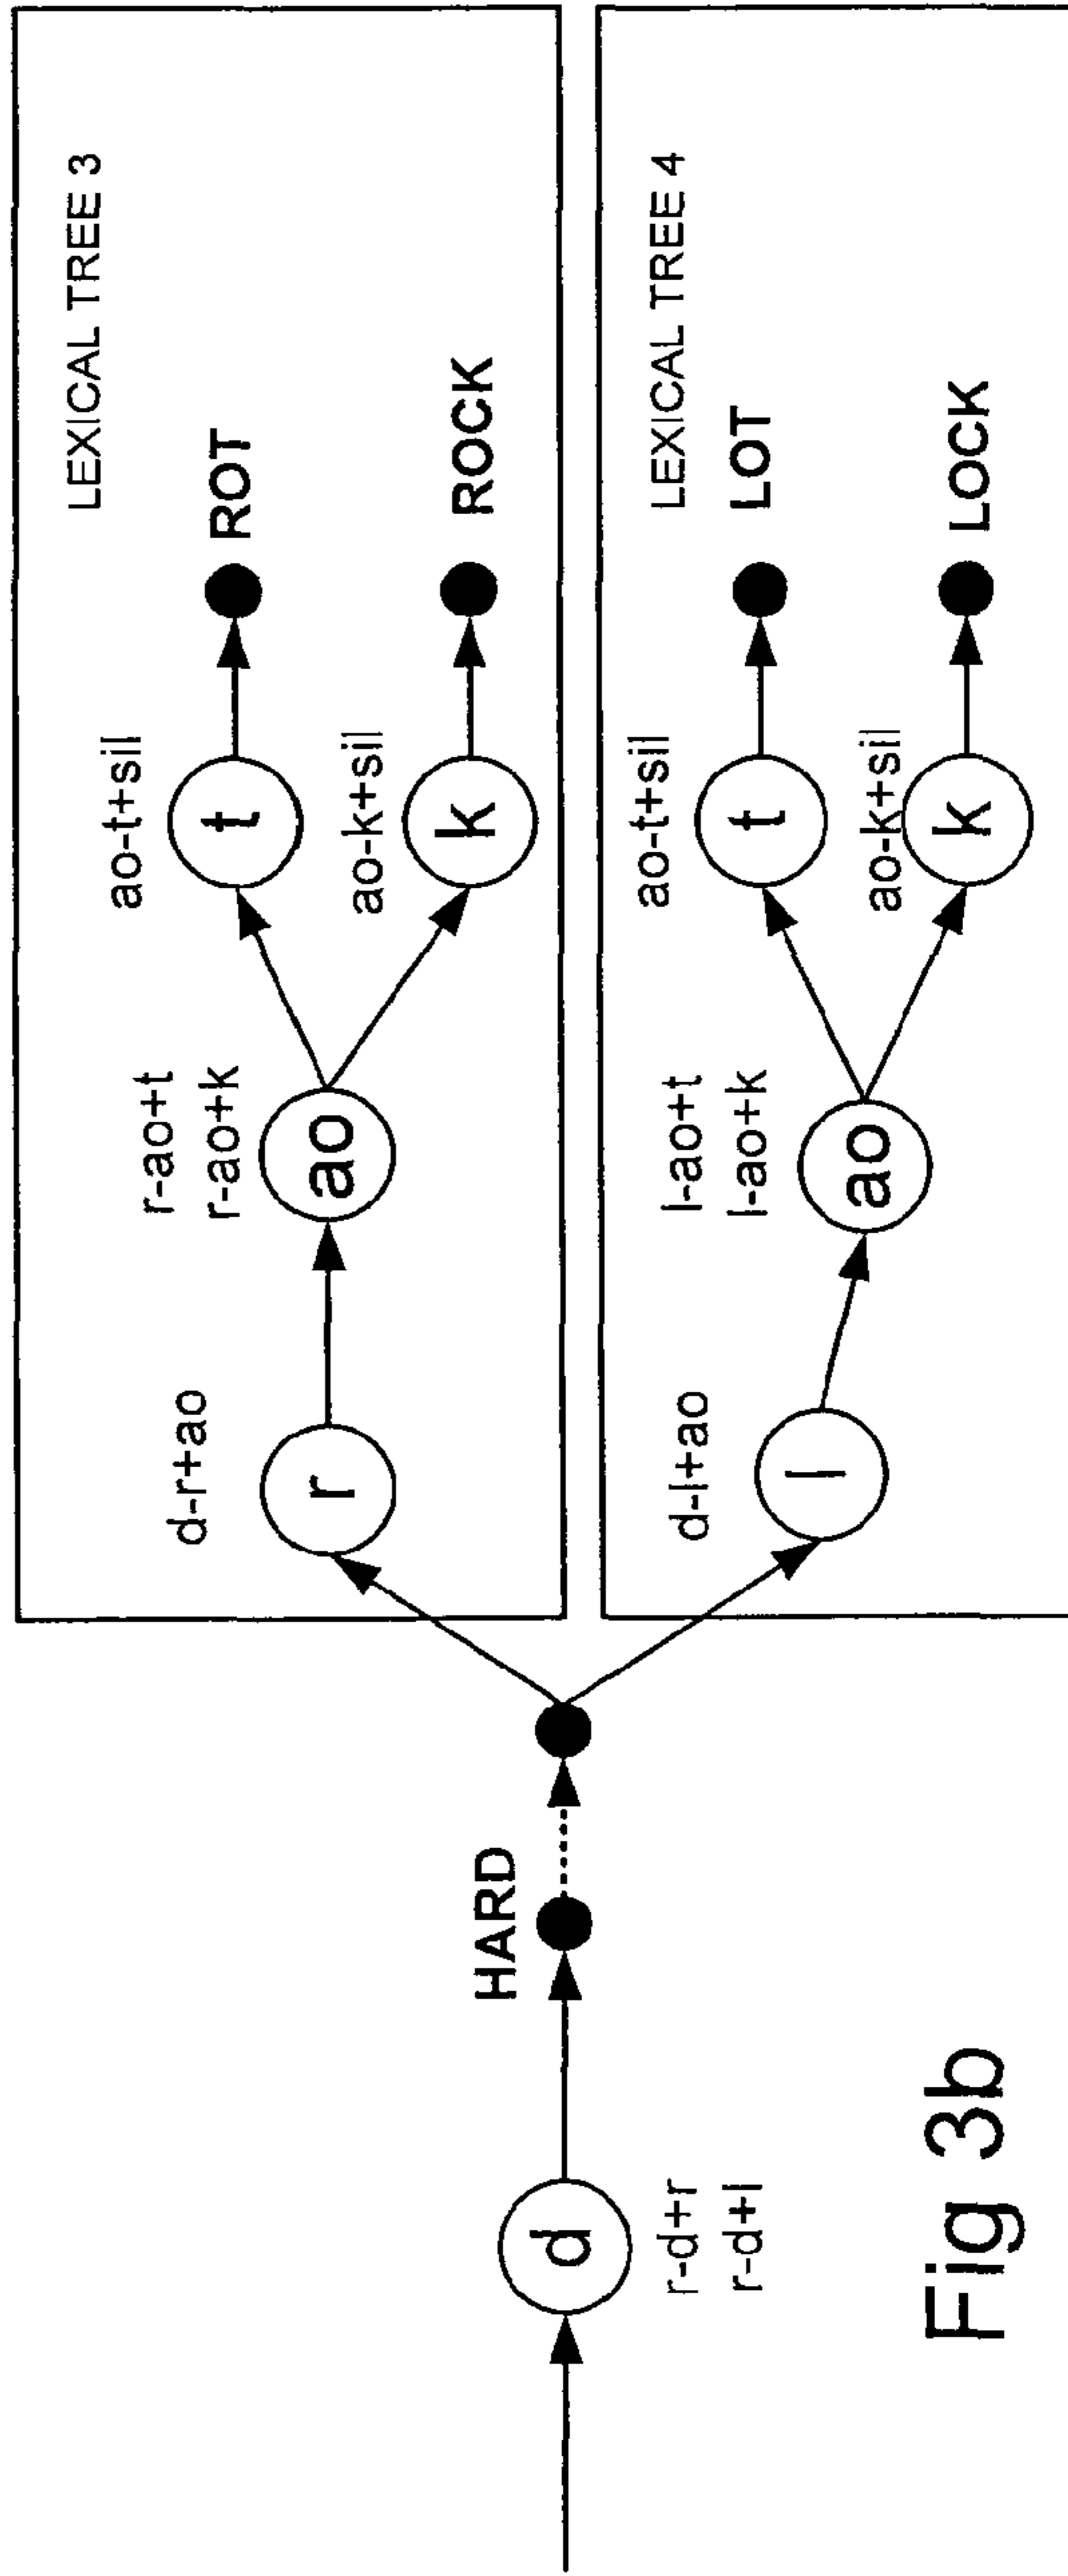 LEXICAL TREE 3
ao-t+sil
t
ROT
r-ao+t
r-ao+k
ao
d-r+ao
r
ao-k+sil
k
ROCK
HARD
d
r-d+r
r-d+l
LEXICAL TREE 4
ao-t+sil
t
LOT
l-ao+t
l-ao+k
ao
d-l+ao
l
ao-k+sil
k
LOCK
Fig 3b